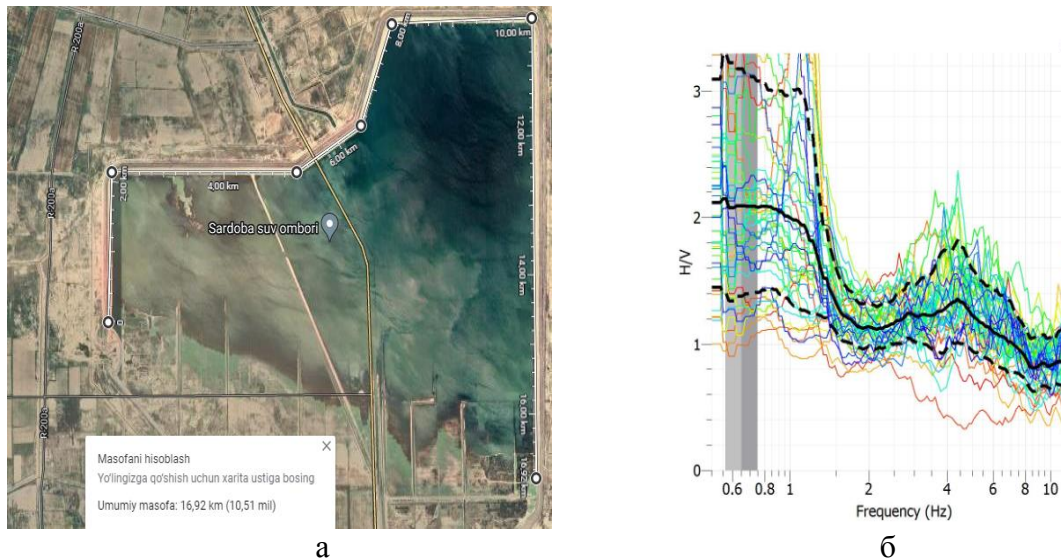 8,00 km
10,00 km
R 200a
6,00 km
12,00 km
2,00 km
4,00 km
R 200a
Sardoba suv ombori
14,00 km
0
16,00 km
R 200a
16,92 km
Masofani hisoblash
Yo'lingizga qo'shish uchun xarita ustiga bosing
Umumiy masofa: 16,92 km (10,51 mil)
а
H/V
3
2
1
0
0.6 0.8 1 2 4 6 8 10
Frequency (Hz)
б